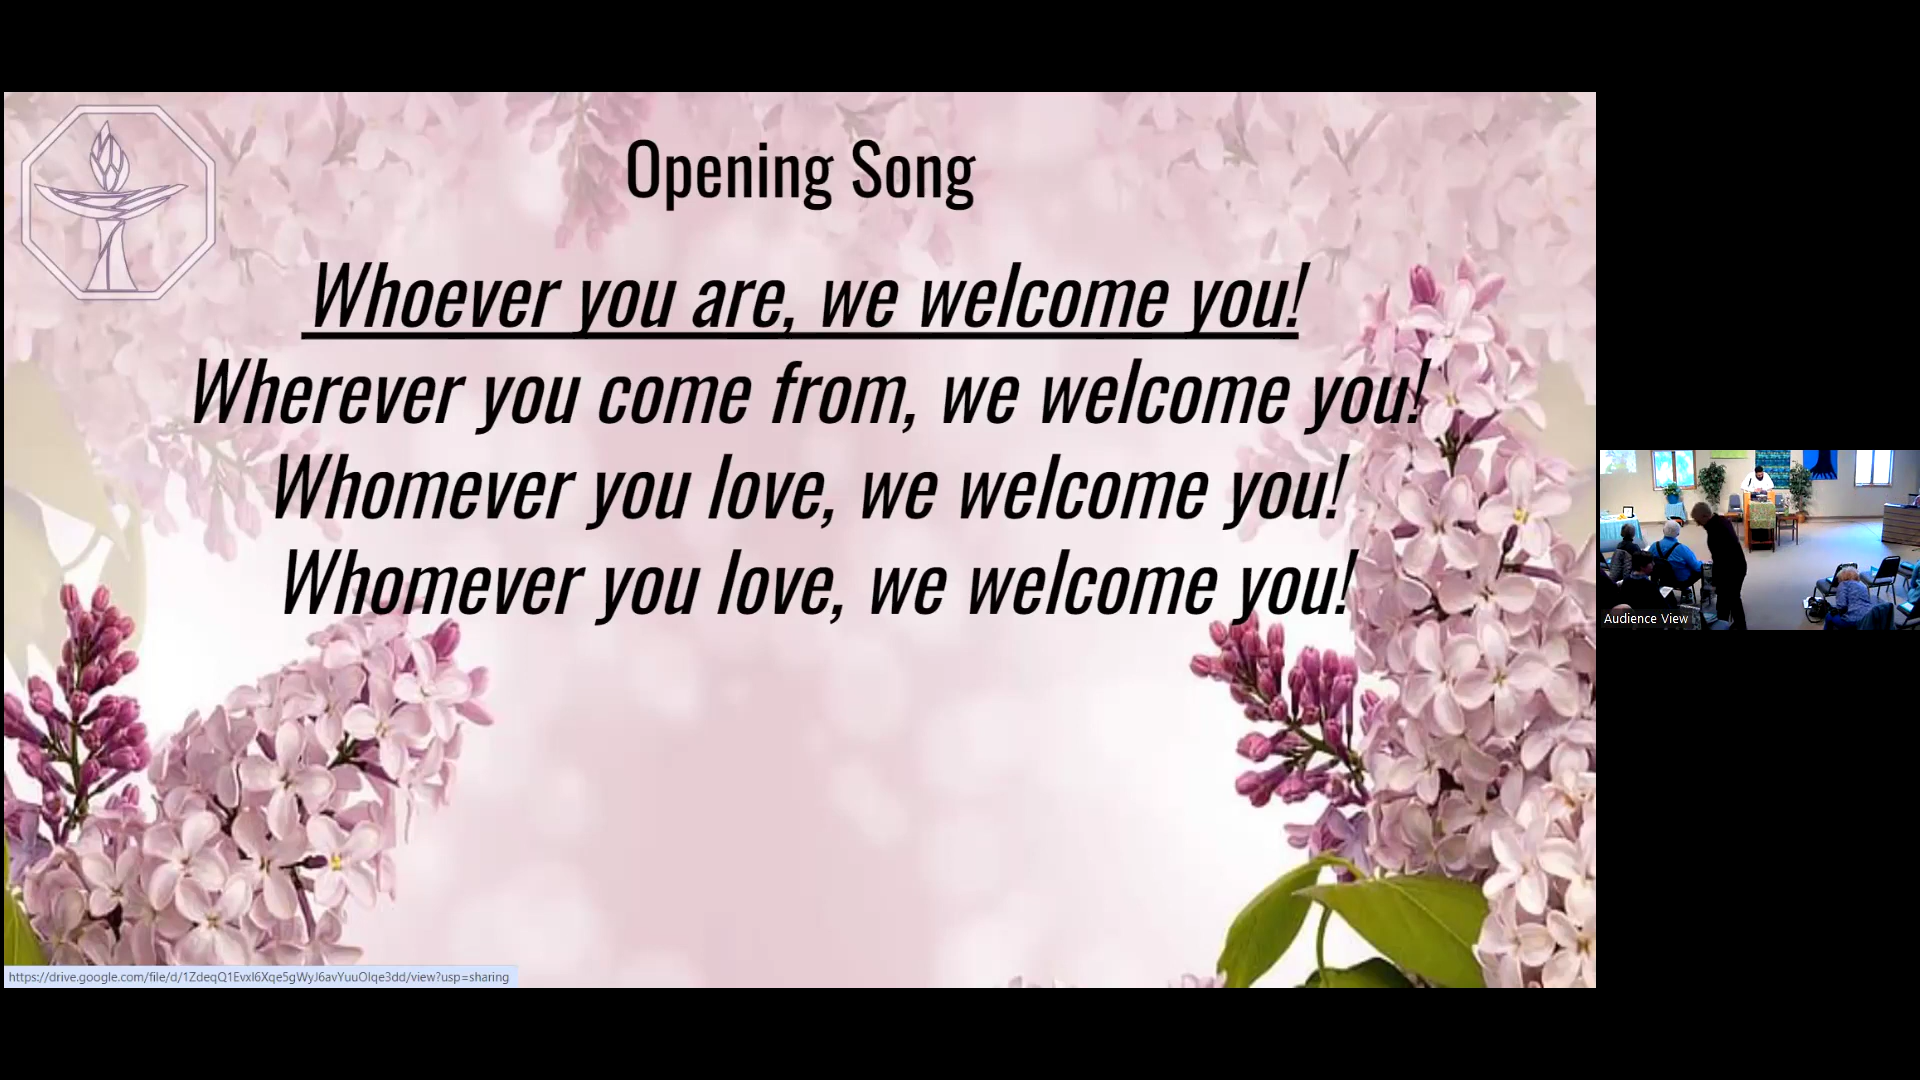 Opening Song
Whoever you are, we welcome you!
Wherever you come from, we welcome you!
Whomever you love, we welcome you!
Whomever you love, we welcome you!
https://drive.google.com/file/d/1ZdeqQ1Evxl6Xqe5gWyJ6avYuuOlqe3dd/view?usp=sharing
Audience View